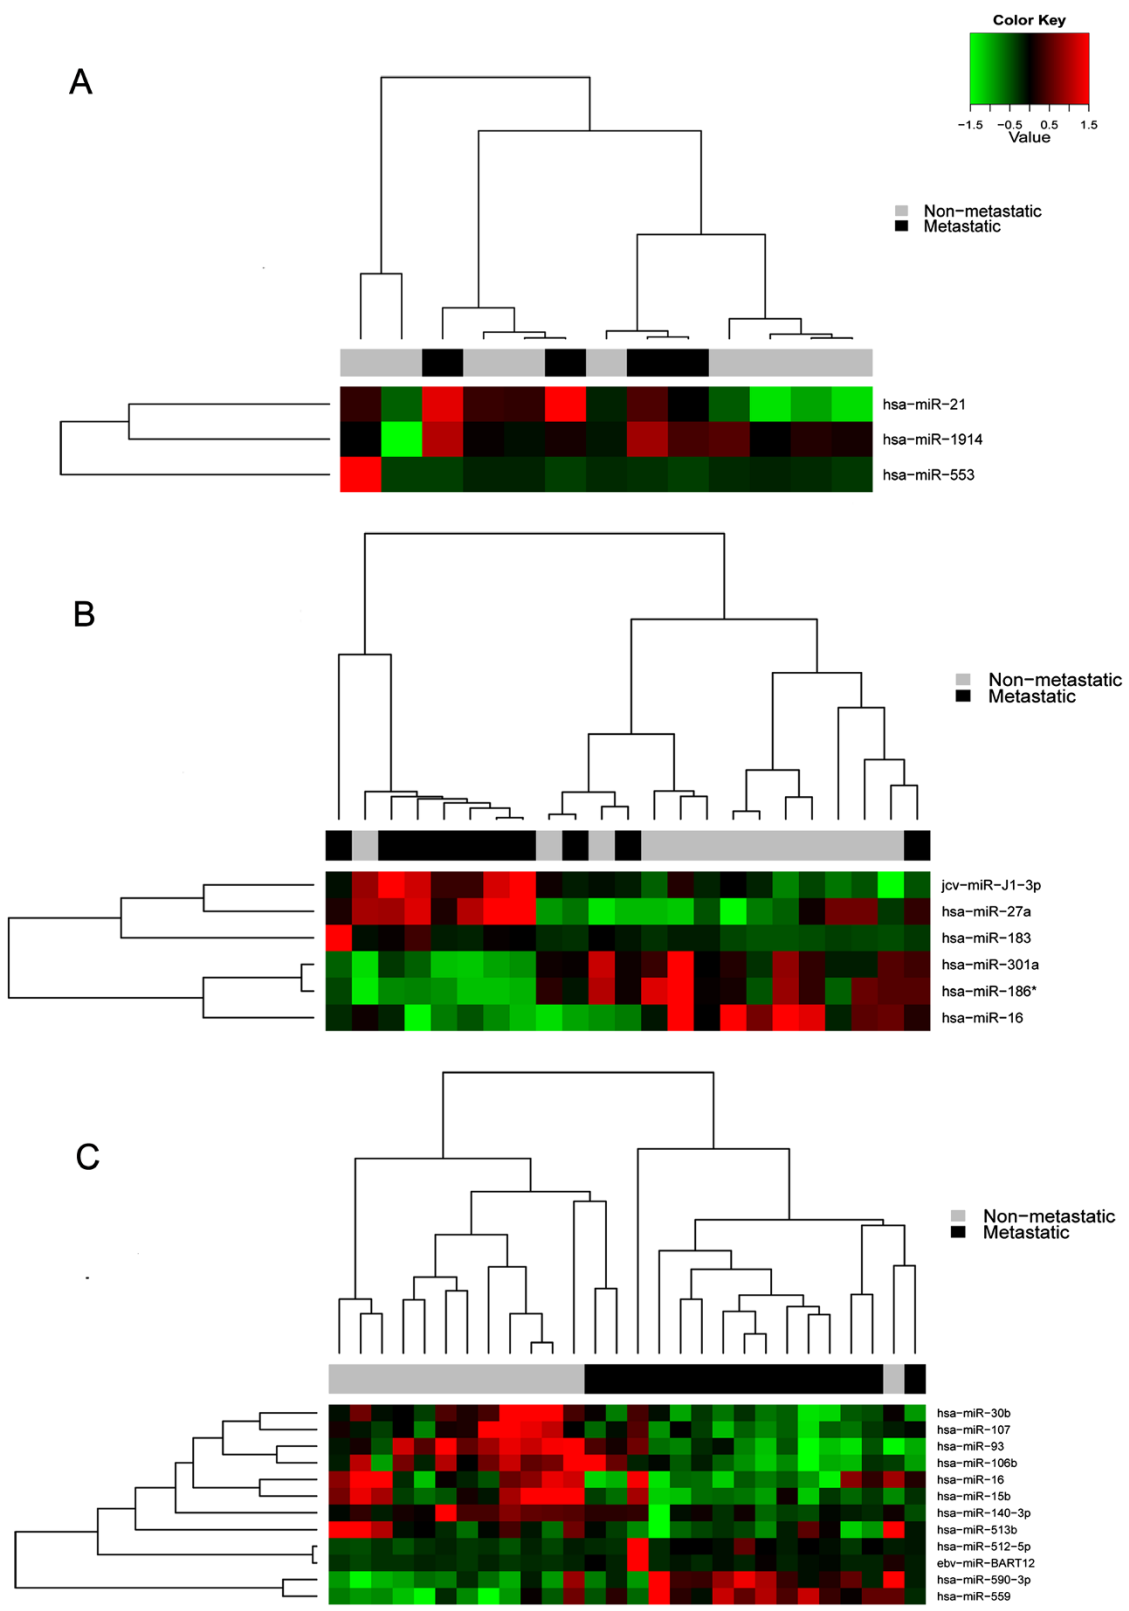 Color Key
−1.5 −0.5 0.5 1.5
Value
A
Non−metastatic
Metastatic
hsa−miR−21
hsa−miR−1914
hsa−miR−553
B
Non−metastatic
Metastatic
jcv−miR−J1−3p
hsa−miR−27a
hsa−miR−183
hsa−miR−301a
hsa−miR−186*
hsa−miR−16
C
Non−metastatic
Metastatic
hsa−miR−30b
hsa−miR−107
hsa−miR−93
hsa−miR−106b
hsa−miR−16
hsa−miR−15b
hsa−miR−140−3p
hsa−miR−513b
hsa−miR−512−5p
ebv−miR−BART12
hsa−miR−590−3p
hsa−miR−559